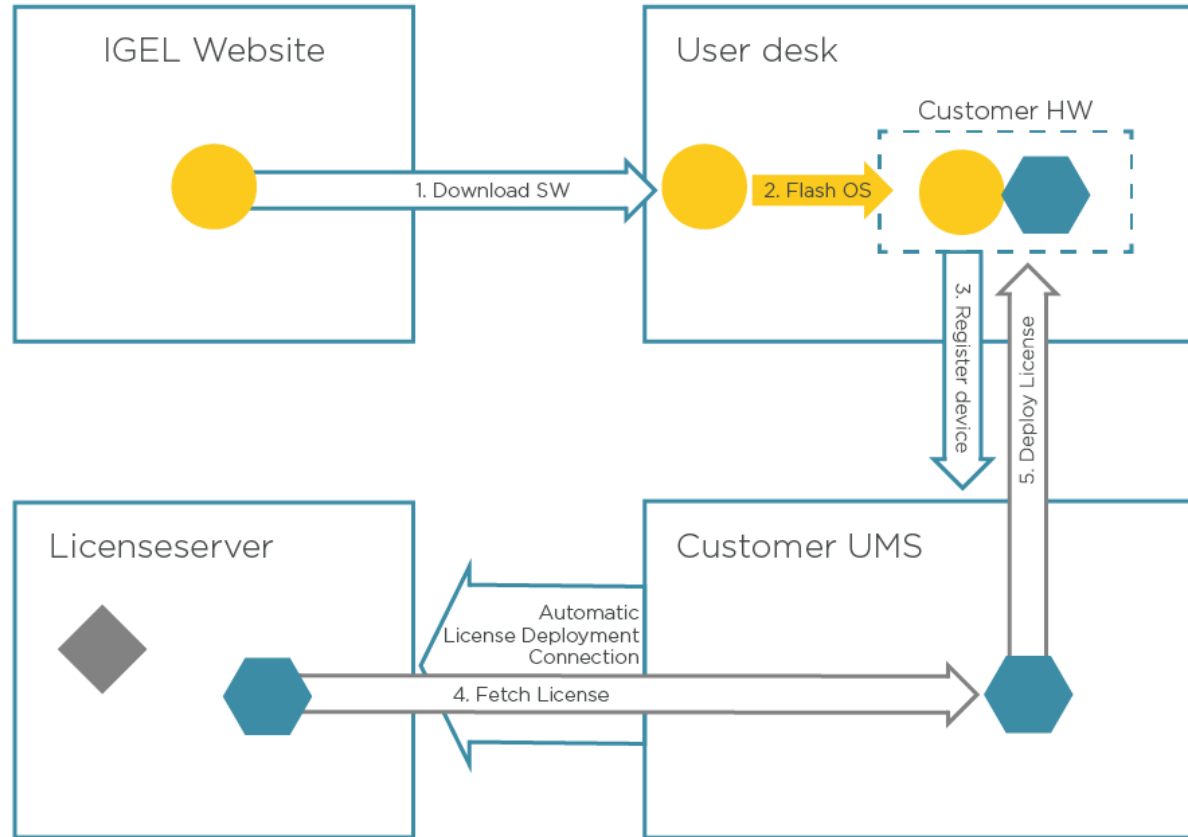 IGEL Website
User desk
Customer HW
1. Download SW
2. Flash OS
3. Register device
5. Deploy License
Licenseserver
Customer UMS
Automatic
License Deployment
Connection
4. Fetch License